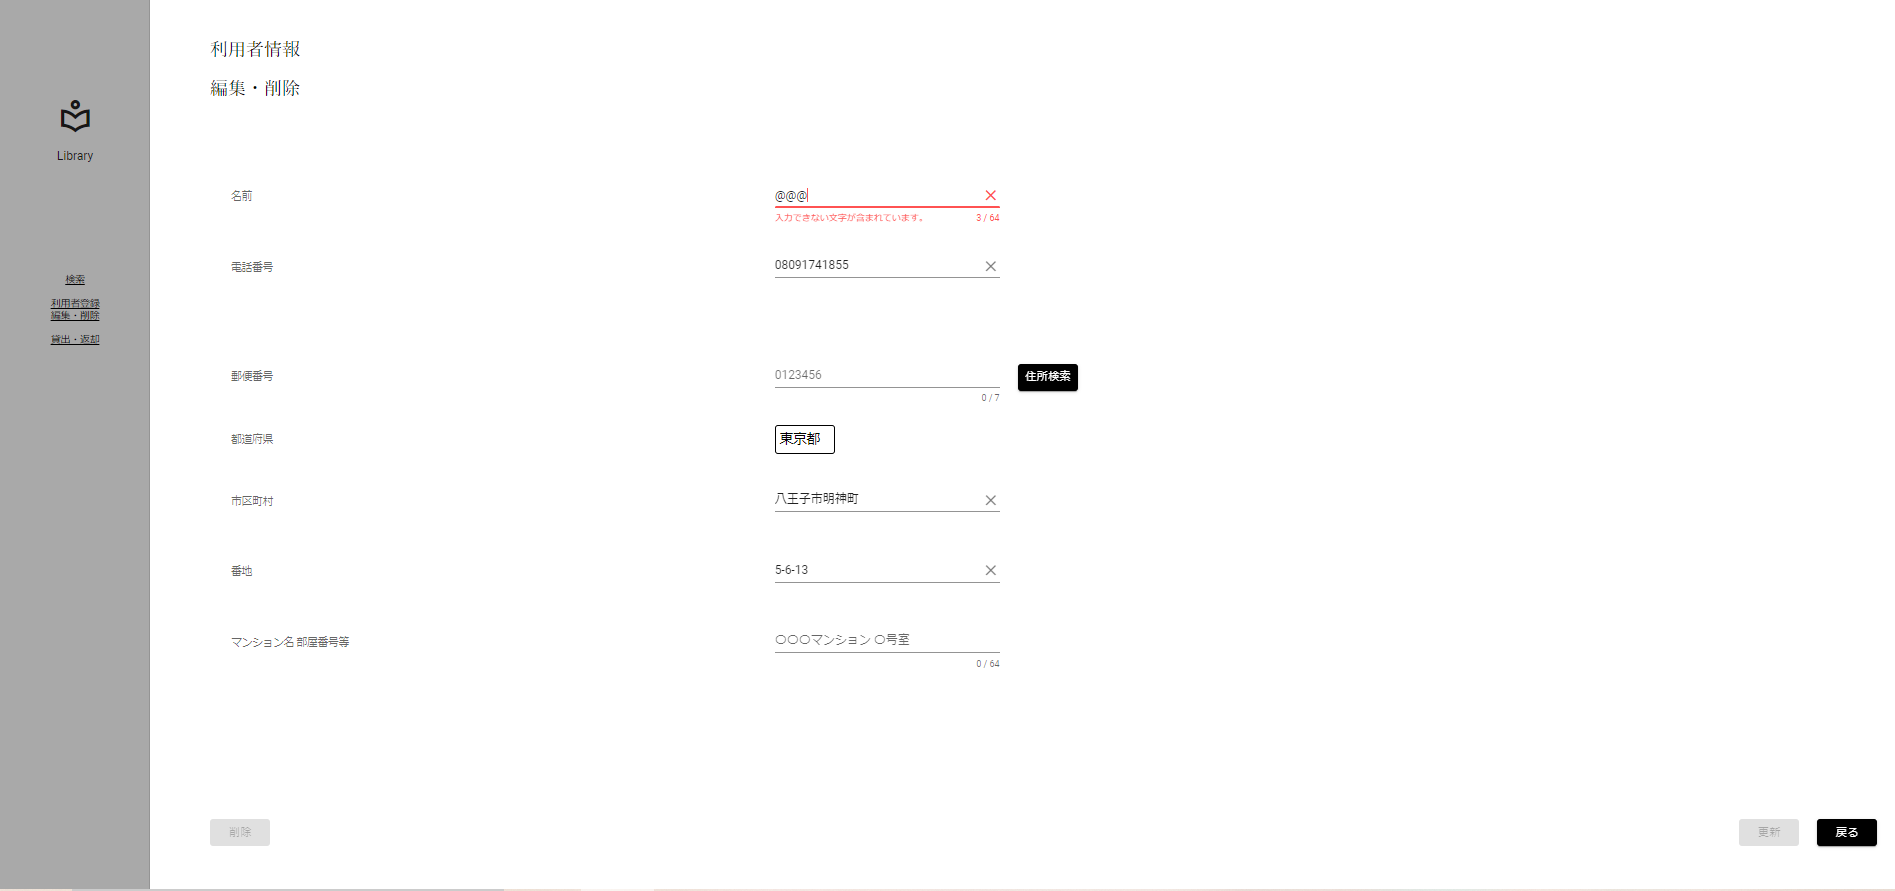 Library
検索
利用者登録
編集・削除
貸出・返却
利用者情報
編集・削除
名前
@@@
入力できない文字が含まれています。 3 / 64
電話番号
08091741855
郵便番号
0123456
住所検索
0 / 7
都道府県
東京都
市区町村
八王子市明神町
番地
5-6-13
マンション名 部屋番号等
〇〇〇マンション 〇号室
0 / 64
削除
更新
戻る